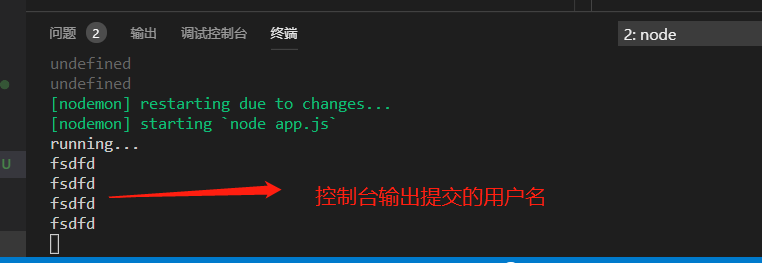 问题 2 输出 调试控制台 终端 2: node
undefined
undefined
[nodemon] restarting due to changes...
[nodemon] starting `node app.js`
running...
fsdfd
fsdfd
fsdfd
fsdfd
控制台输出提交的用户名
U